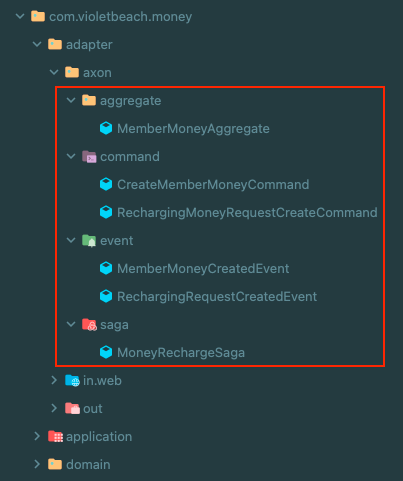 com.violetbeach.money
adapter
axon
aggregate
MemberMoneyAggregate
command
CreateMemberMoneyCommand
RechargingMoneyRequestCreateCommand
event
MemberMoneyCreatedEvent
RechargingRequestCreatedEvent
saga
MoneyRechargeSaga
in.web
out
application
domain